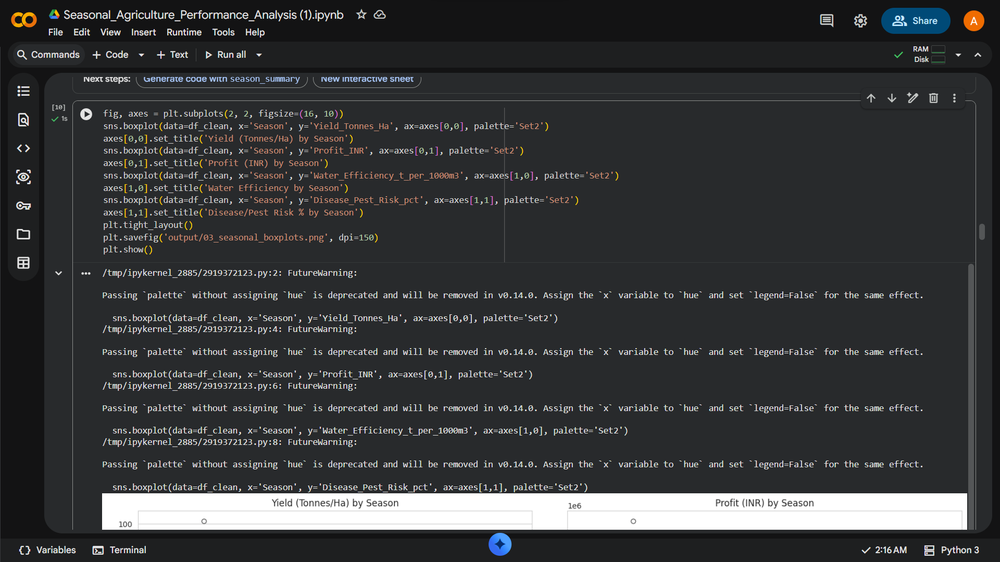 Seasonal_Agriculture_Performance_Analysis (1).ipynb
File Edit View Insert Runtime Tools Help
Share
A
Commands + Code + Text Run all
RAM
Disk
Next steps: Generate code with season_summary New interactive sheet
[10]
1s
fig, axes = plt.subplots(2, 2, figsize=(16, 10))
sns.boxplot(data=df_clean, x='Season', y='Yield_Tonnes_Ha', ax=axes[0,0], palette='Set2')
axes[0,0].set_title('Yield (Tonnes/Ha) by Season')
sns.boxplot(data=df_clean, x='Season', y='Profit_INR', ax=axes[0,1], palette='Set2')
axes[0,1].set_title('Profit (INR) by Season')
sns.boxplot(data=df_clean, x='Season', y='Water_Efficiency_t_per_1000m3', ax=axes[1,0], palette='Set2')
axes[1,0].set_title('Water Efficiency by Season')
sns.boxplot(data=df_clean, x='Season', y='Disease_Pest_Risk_pct', ax=axes[1,1], palette='Set2')
axes[1,1].set_title('Disease/Pest Risk % by Season')
plt.tight_layout()
plt.savefig('output/03_seasonal_boxplots.png', dpi=150)
plt.show()
/tmp/ipykernel_2885/2919372123.py:2: FutureWarning:
Passing `palette` without assigning `hue` is deprecated and will be removed in v0.14.0. Assign the `x` variable to `hue` and set `legend=False` for the same effect.
sns.boxplot(data=df_clean, x='Season', y='Yield_Tonnes_Ha', ax=axes[0,0], palette='Set2')
/tmp/ipykernel_2885/2919372123.py:4: FutureWarning:
Passing `palette` without assigning `hue` is deprecated and will be removed in v0.14.0. Assign the `x` variable to `hue` and set `legend=False` for the same effect.
sns.boxplot(data=df_clean, x='Season', y='Profit_INR', ax=axes[0,1], palette='Set2')
/tmp/ipykernel_2885/2919372123.py:6: FutureWarning:
Passing `palette` without assigning `hue` is deprecated and will be removed in v0.14.0. Assign the `x` variable to `hue` and set `legend=False` for the same effect.
sns.boxplot(data=df_clean, x='Season', y='Water_Efficiency_t_per_1000m3', ax=axes[1,0], palette='Set2')
/tmp/ipykernel_2885/2919372123.py:8: FutureWarning:
Passing `palette` without assigning `hue` is deprecated and will be removed in v0.14.0. Assign the `x` variable to `hue` and set `legend=False` for the same effect.
sns.boxplot(data=df_clean, x='Season', y='Disease_Pest_Risk_pct', ax=axes[1,1], palette='Set2')
Yield (Tonnes/Ha) by Season
100
1e6
Profit (INR) by Season
Variables Terminal
2:16 AM Python 3